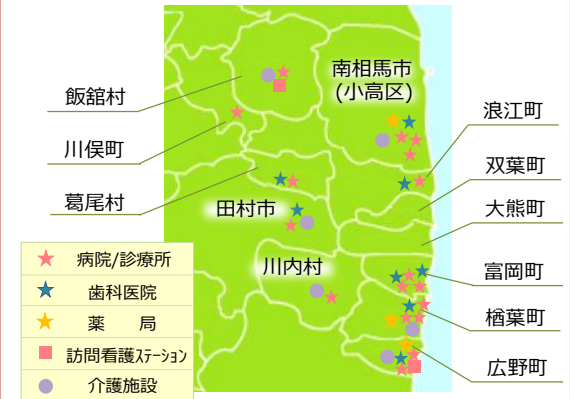 南相馬市
(小高区)
飯舘村
浪江町
川俣町
双葉町
葛尾村
田村市
大熊町
川内村
富岡町
楢葉町
広野町
病院/診療所
歯科医院
薬　局
訪問看護ｽﾃｰｼｮﾝ
介護施設